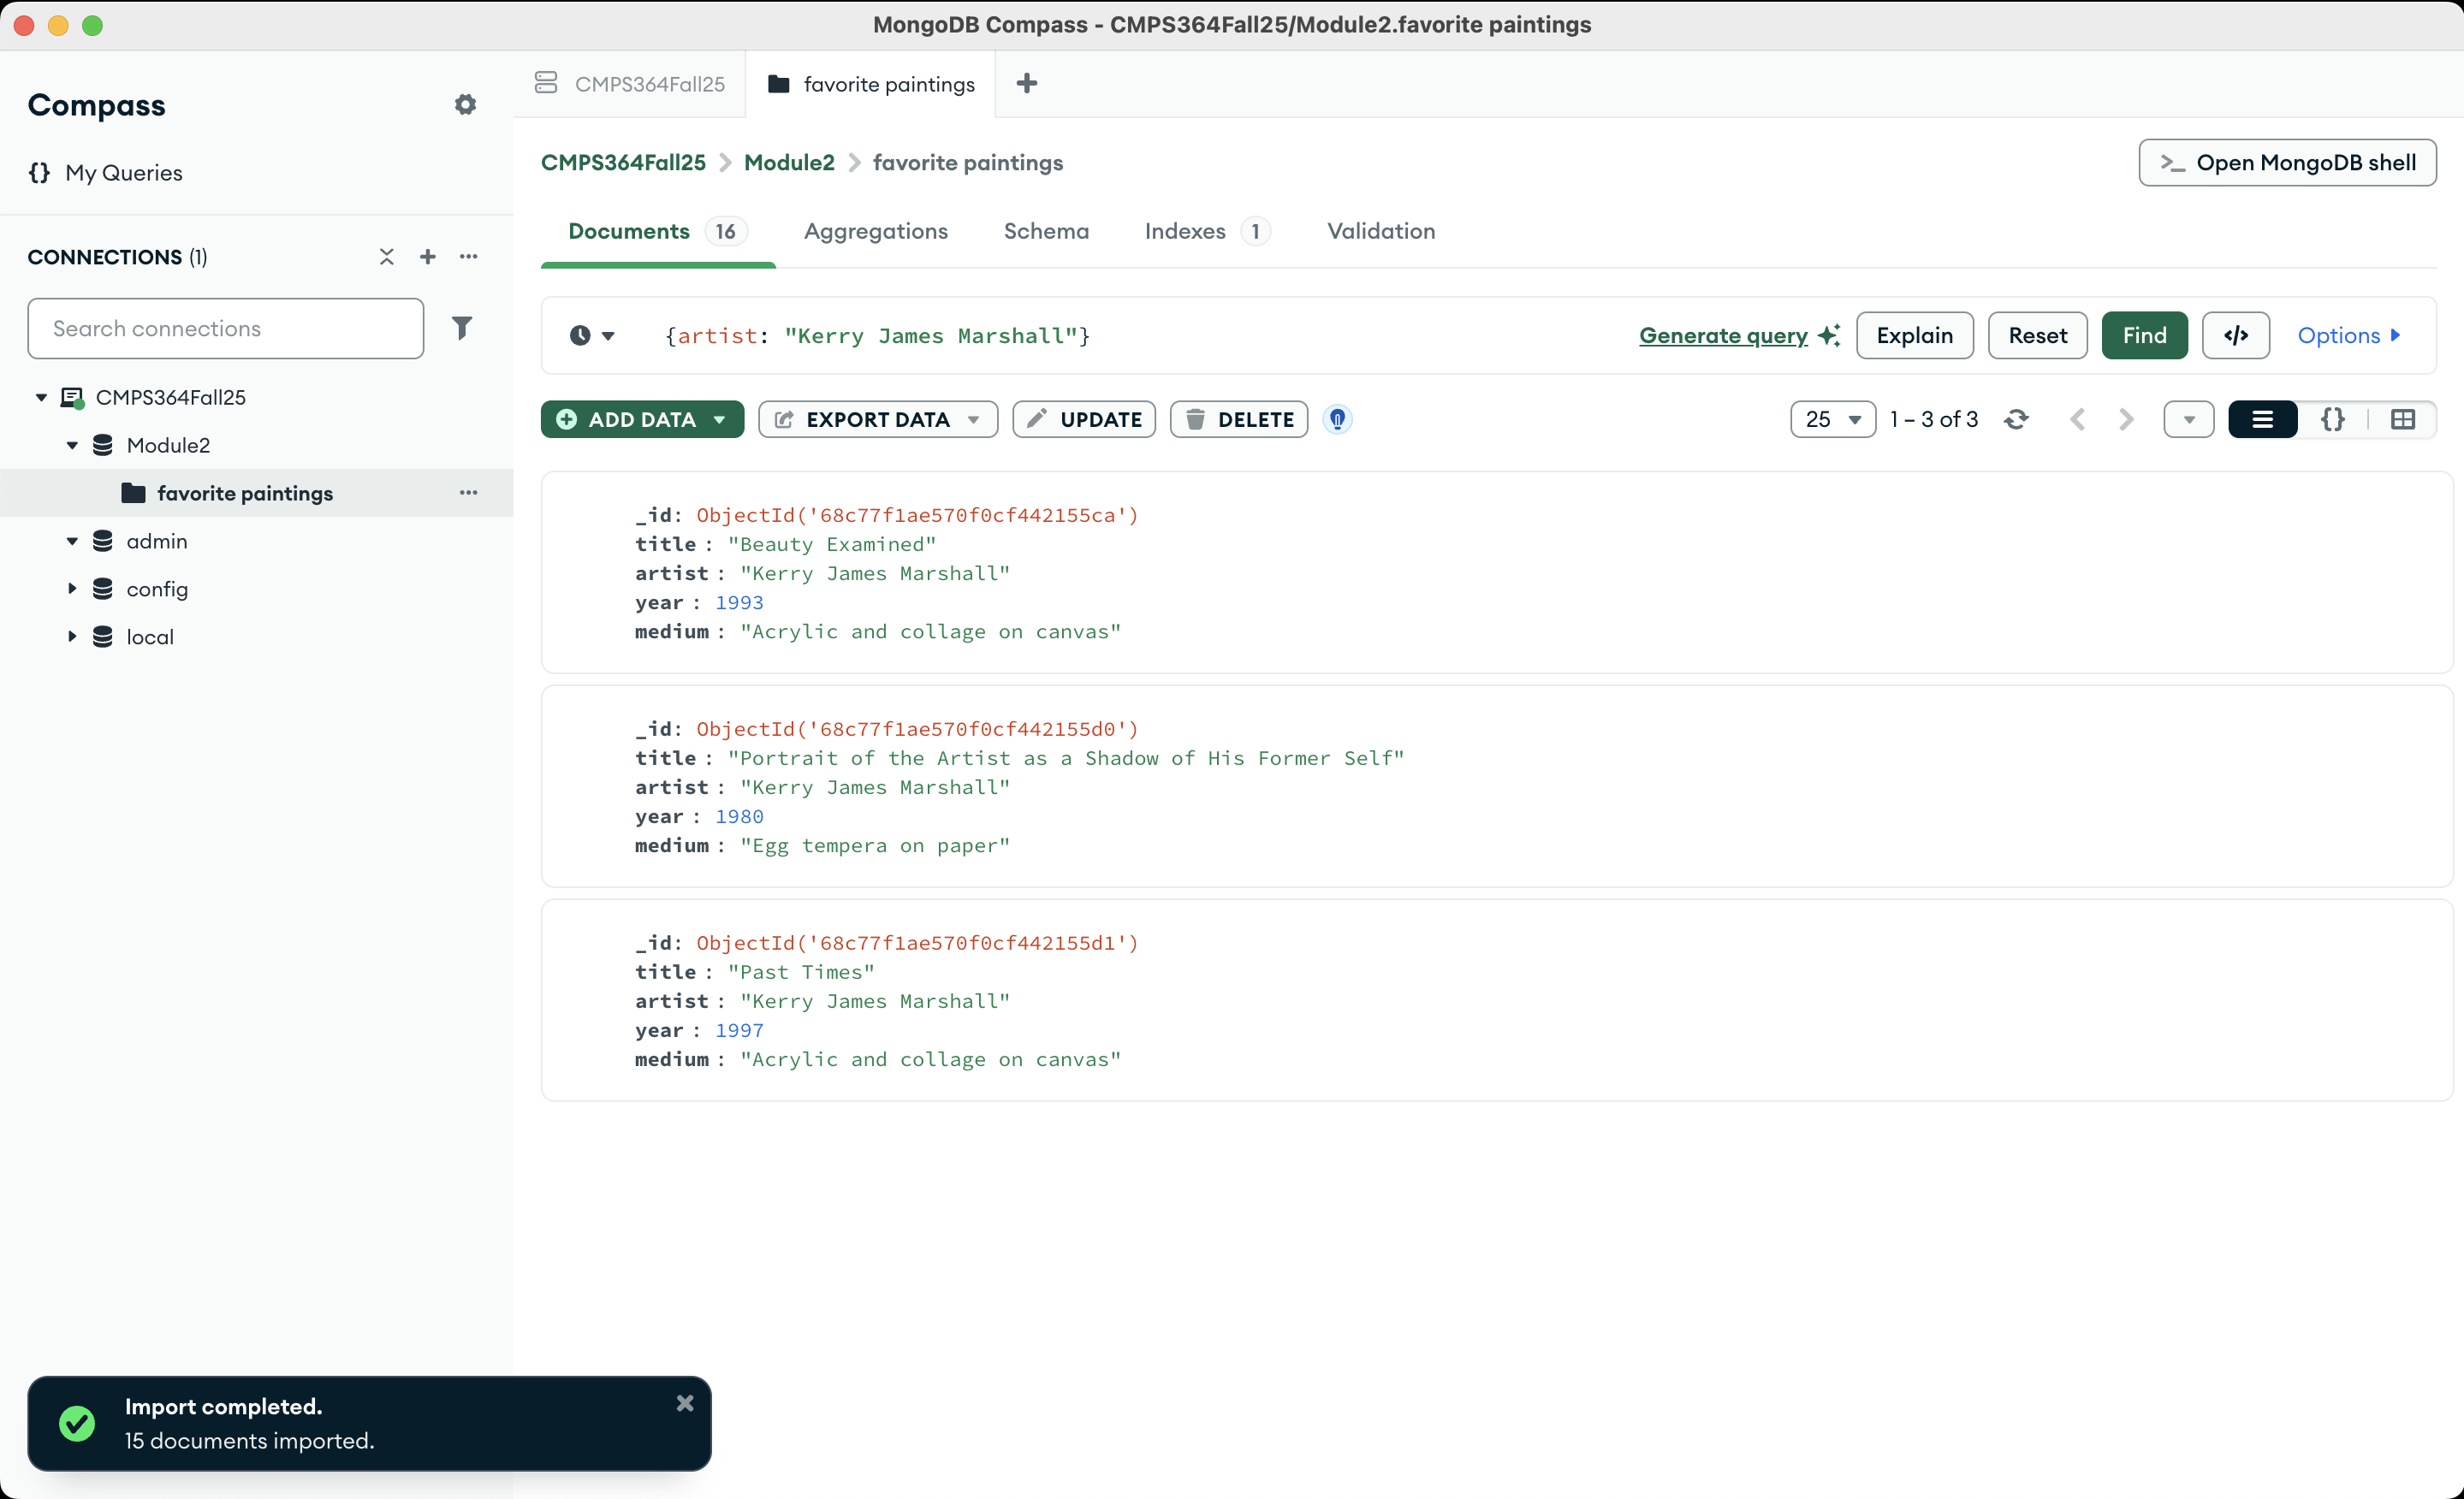 MongoDB Compass - CMPS364Fall25/Module2.favorite paintings
Compass
{} My Queries
CONNECTIONS (1)
Search connections
CMPS364Fall25
Module2
favorite paintings
admin
config
local
CMPS364Fall25
favorite paintings
CMPS364Fall25 > Module2 > favorite paintings
>_ Open MongoDB shell
Documents 16 Aggregations Schema Indexes 1 Validation
{artist: "Kerry James Marshall"}
Generate query Explain Reset Find </> Options
ADD DATA EXPORT DATA UPDATE DELETE 25 1 – 3 of 3 {}
_id: ObjectId('68c77f1ae570f0cf442155ca')
title : "Beauty Examined"
artist : "Kerry James Marshall"
year : 1993
medium : "Acrylic and collage on canvas"
_id: ObjectId('68c77f1ae570f0cf442155d0')
title : "Portrait of the Artist as a Shadow of His Former Self"
artist : "Kerry James Marshall"
year : 1980
medium : "Egg tempera on paper"
_id: ObjectId('68c77f1ae570f0cf442155d1')
title : "Past Times"
artist : "Kerry James Marshall"
year : 1997
medium : "Acrylic and collage on canvas"
Import completed.
15 documents imported.